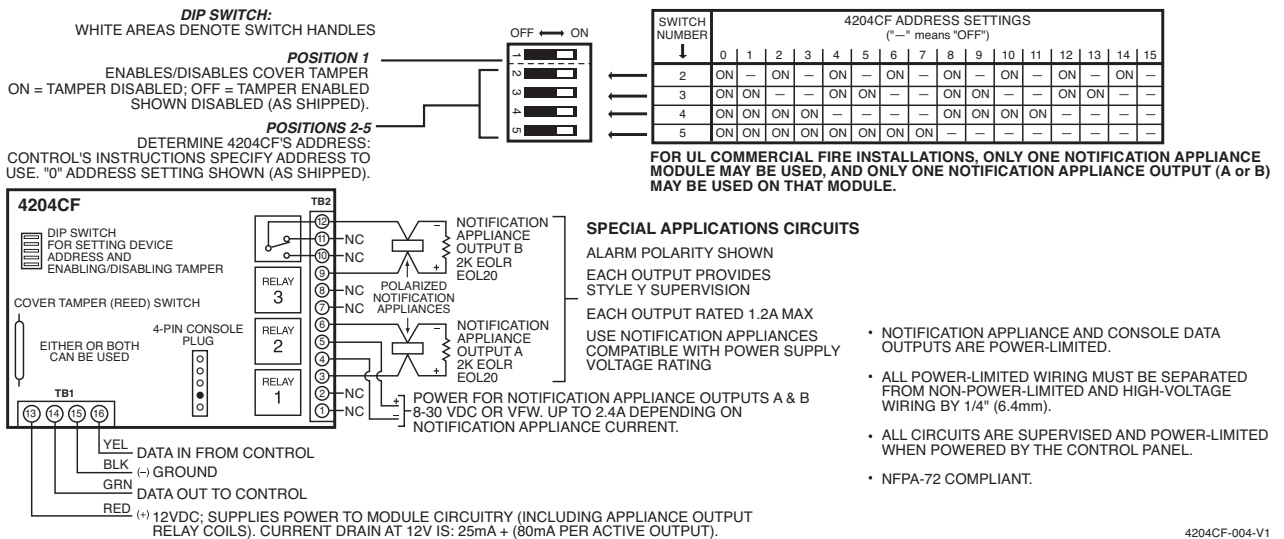 DIP SWITCH:
WHITE AREAS DENOTE SWITCH HANDLES
POSITION 1
ENABLES/DISABLES COVER TAMPER
ON = TAMPER DISABLED; OFF = TAMPER ENABLED
SHOWN DISABLED (AS SHIPPED).
POSITIONS 2-5
DETERMINE 4204CF'S ADDRESS:
CONTROL'S INSTRUCTIONS SPECIFY ADDRESS TO
USE. "0" ADDRESS SETTING SHOWN (AS SHIPPED).
OFF ⟷ ON
1
2
3
4
5
SWITCH
NUMBER
↓
4204CF ADDRESS SETTINGS
("—" means "OFF")
0 1 2 3 4 5 6 7 8 9 10 11 12 13 14 15
2 ON — ON — ON — ON — ON — ON — ON — ON —
3 ON ON — — ON ON — — ON ON — — ON ON — —
4 ON ON ON ON — — — — ON ON ON ON — — — —
5 ON ON ON ON ON ON ON ON — — — — — — — —
FOR UL COMMERCIAL FIRE INSTALLATIONS, ONLY ONE NOTIFICATION APPLIANCE
MODULE MAY BE USED, AND ONLY ONE NOTIFICATION APPLIANCE OUTPUT (A or B)
MAY BE USED ON THAT MODULE.
4204CF
DIP SWITCH
FOR SETTING DEVICE
ADDRESS AND
ENABLING/DISABLING TAMPER
COVER TAMPER (REED) SWITCH
EITHER OR BOTH
CAN BE USED
4-PIN CONSOLE
PLUG
RELAY
3
RELAY
2
RELAY
1
TB2
12
11 NC
10 NC
9
8 NC
7 NC
6
5
4
3
2 NC
1 NC
TB1
13 14 15 16
NOTIFICATION
APPLIANCE
OUTPUT B
2K EOLR
EOL20
– +
POLARIZED
NOTIFICATION
APPLIANCES
NOTIFICATION
APPLIANCE
OUTPUT A
2K EOLR
EOL20
– +
+ –
POWER FOR NOTIFICATION APPLIANCE OUTPUTS A & B
8-30 VDC OR VFW. UP TO 2.4A DEPENDING ON
NOTIFICATION APPLIANCE CURRENT.
YEL DATA IN FROM CONTROL
BLK (–) GROUND
GRN DATA OUT TO CONTROL
RED (+) 12VDC; SUPPLIES POWER TO MODULE CIRCUITRY (INCLUDING APPLIANCE OUTPUT
RELAY COILS). CURRENT DRAIN AT 12V IS: 25mA + (80mA PER ACTIVE OUTPUT).
SPECIAL APPLICATIONS CIRCUITS
ALARM POLARITY SHOWN
EACH OUTPUT PROVIDES
STYLE Y SUPERVISION
EACH OUTPUT RATED 1.2A MAX
USE NOTIFICATION APPLIANCES
COMPATIBLE WITH POWER SUPPLY
VOLTAGE RATING
• NOTIFICATION APPLIANCE AND CONSOLE DATA
OUTPUTS ARE POWER-LIMITED.
• ALL POWER-LIMITED WIRING MUST BE SEPARATED
FROM NON-POWER-LIMITED AND HIGH-VOLTAGE
WIRING BY 1/4" (6.4mm).
• ALL CIRCUITS ARE SUPERVISED AND POWER-LIMITED
WHEN POWERED BY THE CONTROL PANEL.
• NFPA-72 COMPLIANT.
4204CF-004-V1